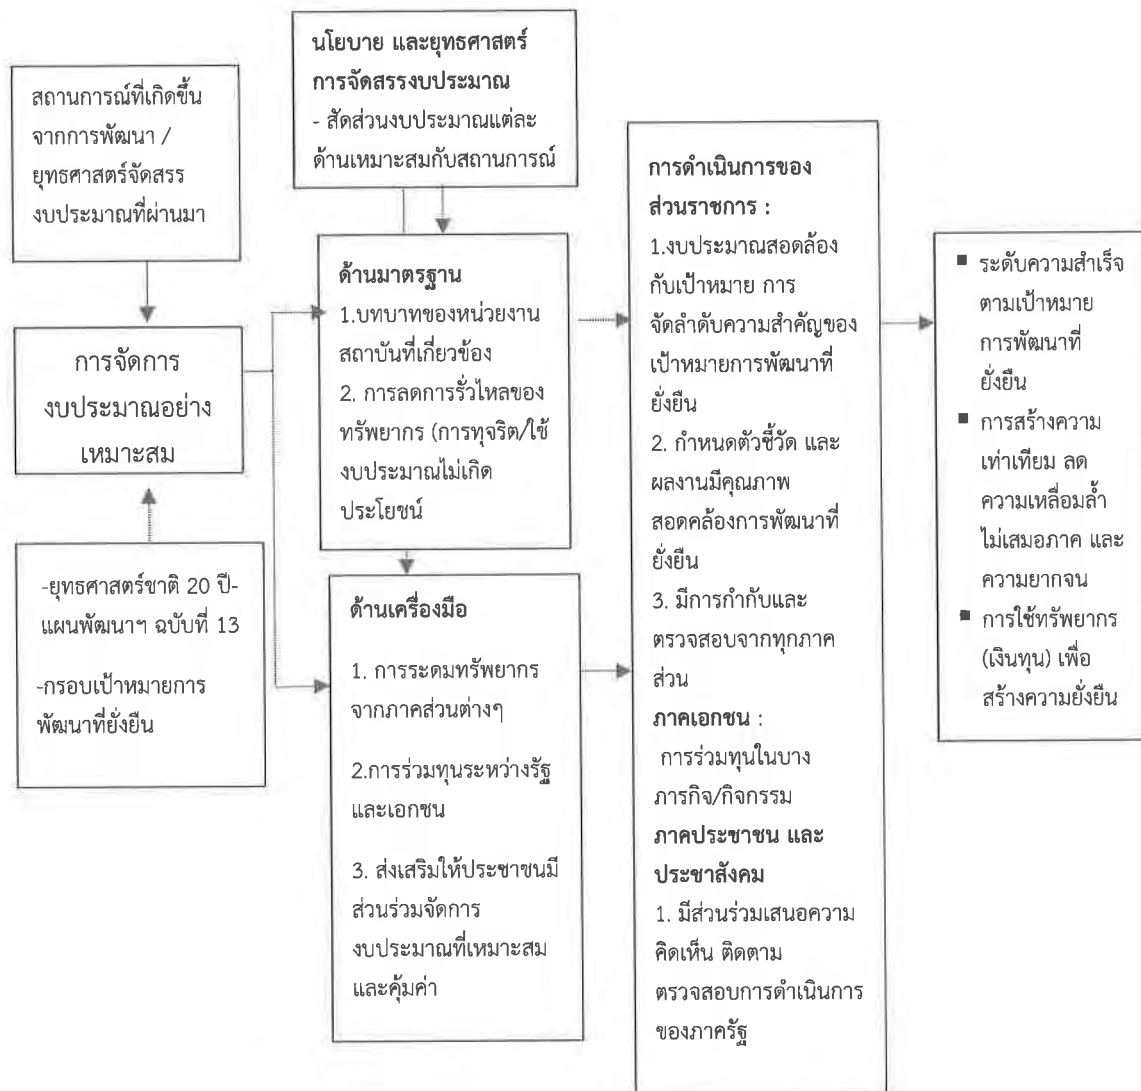 นโยบาย และยุทธศาสตร์
การจัดสรรงบประมาณ
- สัดส่วนงบประมาณแต่ละ
ด้านเหมาะสมกับสถานการณ์
สถานการณ์ที่เกิดขึ้น
จากการพัฒนา /
ยุทธศาสตร์จัดสรร
งบประมาณที่ผ่านมา
การจัดการ
งบประมาณอย่าง
เหมาะสม
-ยุทธศาสตร์ชาติ 20 ปี-
แผนพัฒนาฯ ฉบับที่ 13
-กรอบเป้าหมายการ
พัฒนาที่ยั่งยืน
ด้านมาตรฐาน
1.บทบาทของหน่วยงาน
สถาบันที่เกี่ยวข้อง
2. การลดการรั่วไหลของ
ทรัพยากร (การทุจริต/ใช้
งบประมาณไม่เกิด
ประโยชน์
ด้านเครื่องมือ
1. การระดมทรัพยากร
จากภาคส่วนต่างๆ
2.การร่วมทุนระหว่างรัฐ
และเอกชน
3. ส่งเสริมให้ประชาชนมี
ส่วนร่วมจัดการ
งบประมาณที่เหมาะสม
และคุ้มค่า
การดำเนินการของ
ส่วนราชการ :
1.งบประมาณสอดล้อง
กับเป้าหมาย การ
จัดลำดับความสำคัญของ
เป้าหมายการพัฒนาที่
ยั่งยืน
2. กำหนดตัวชี้วัด และ
ผลงานมีคุณภาพ
สอดคล้องการพัฒนาที่
ยั่งยืน
3. มีการกำกับและ
ตรวจสอบจากทุกภาค
ส่วน
ภาคเอกชน :
การร่วมทุนในบาง
ภารกิจ/กิจกรรม
ภาคประชาชน และ
ประชาสังคม
1. มีส่วนร่วมเสนอความ
คิดเห็น ติดตาม
ตรวจสอบการดำเนินการ
ของภาครัฐ
▪ ระดับความสำเร็จ
ตามเป้าหมาย
การพัฒนาที่
ยั่งยืน
▪ การสร้างความ
เท่าเทียม ลด
ความเหลื่อมล้ำ
ไม่เสมอภาค และ
ความยากจน
▪ การใช้ทรัพยากร
(เงินทุน) เพื่อ
สร้างความยั่งยืน